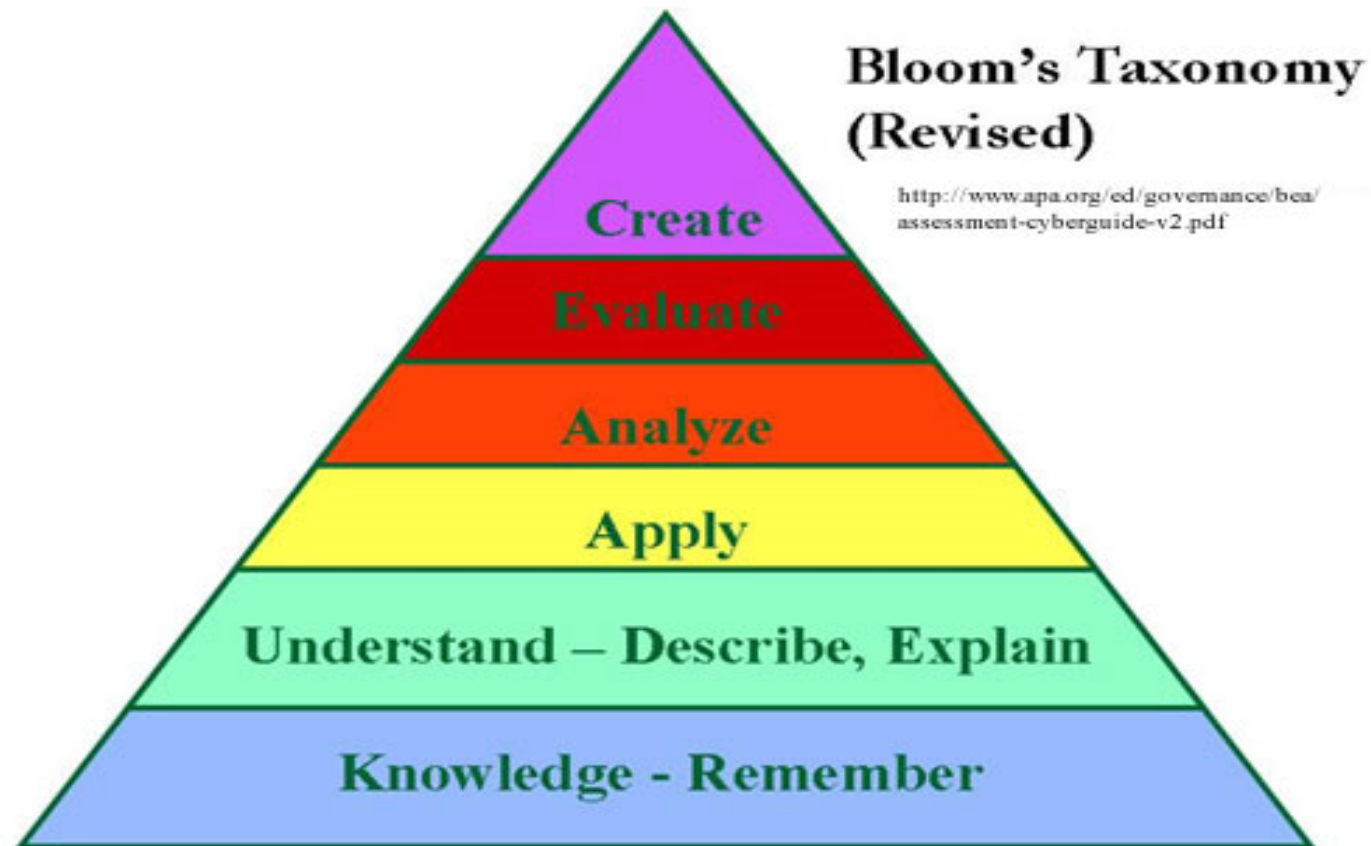 Bloom's Taxonomy
(Revised)
http://www.apa.org/ed/governance/bea/
assessment-cyberguide-v2.pdf
Create
Evaluate
Analyze
Apply
Understand – Describe, Explain
Knowledge - Remember